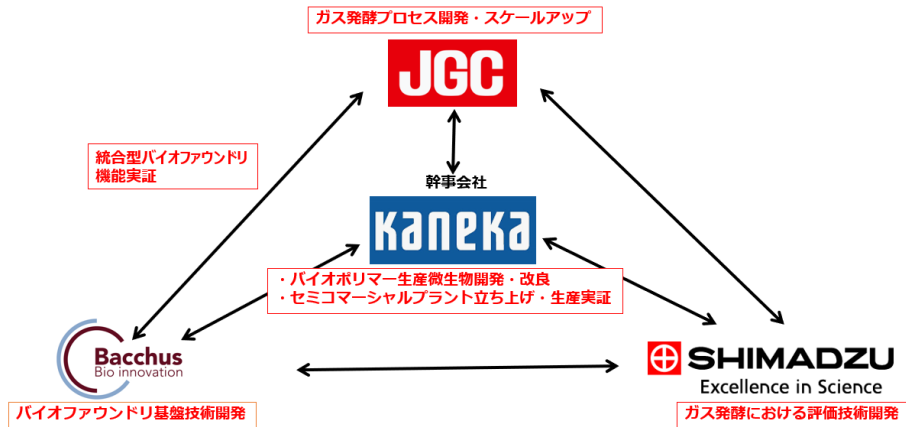 ガス発酵プロセス開発・スケールアップ
JGC
統合型バイオファウンドリ
機能実証
幹事会社
Kaneka
・バイオポリマー生産微生物開発・改良
・セミコマーシャルプラント立ち上げ・生産実証
Bacchus
Bio innovation
バイオファウンドリ基盤技術開発
SHIMADZU
Excellence in Science
ガス発酵における評価技術開発